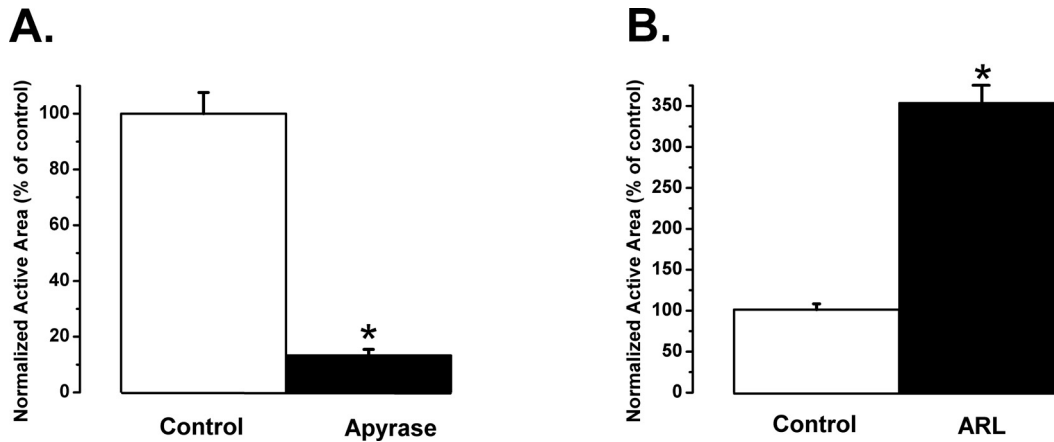 A.
Normalized Active Area (% of control)
100
80
60
40
20
0
*
Control
Apyrase
B.
Normalized Active Area (% of control)
350
300
250
200
150
100
50
0
*
Control
ARL